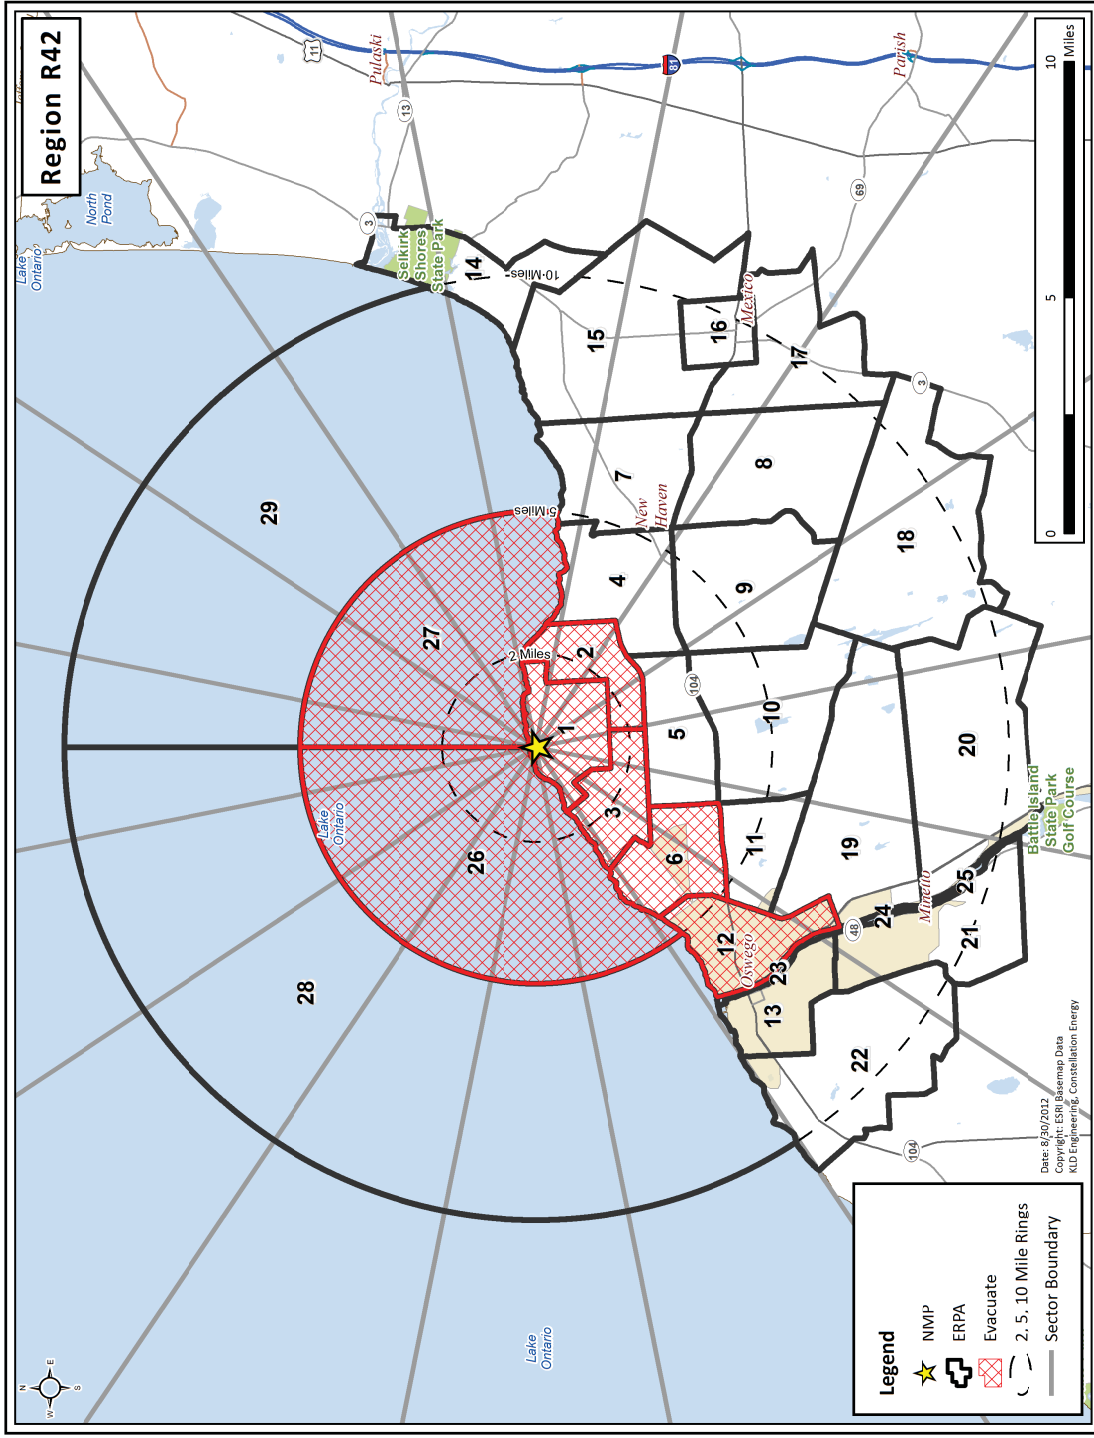 Region R42
N
W
E
S
Lake
Ontario
North
Pond
11
Pulaski
13
3
Selkirk
Shores
State Park
14
10 Miles
15
16
Mexico
17
3
69
81
Parish
29
28
27
26
5 Miles
2 Miles
Lake
Ontario
Lake
Ontario
1
2
3
4
5
6
7
New
Haven
8
9
10
11
104
12
Oswego
23
13
22
104
48
24
Minetto
25
21
19
20
18
Battle Island
State Park
Golf Course
Legend
NMP
ERPA
Evacuate
2, 5, 10 Mile Rings
Sector Boundary
Date: 8/30/2012
Copyright: ESRI Basemap Data
KLD Engineering, Constellation Energy
0
5
10
Miles